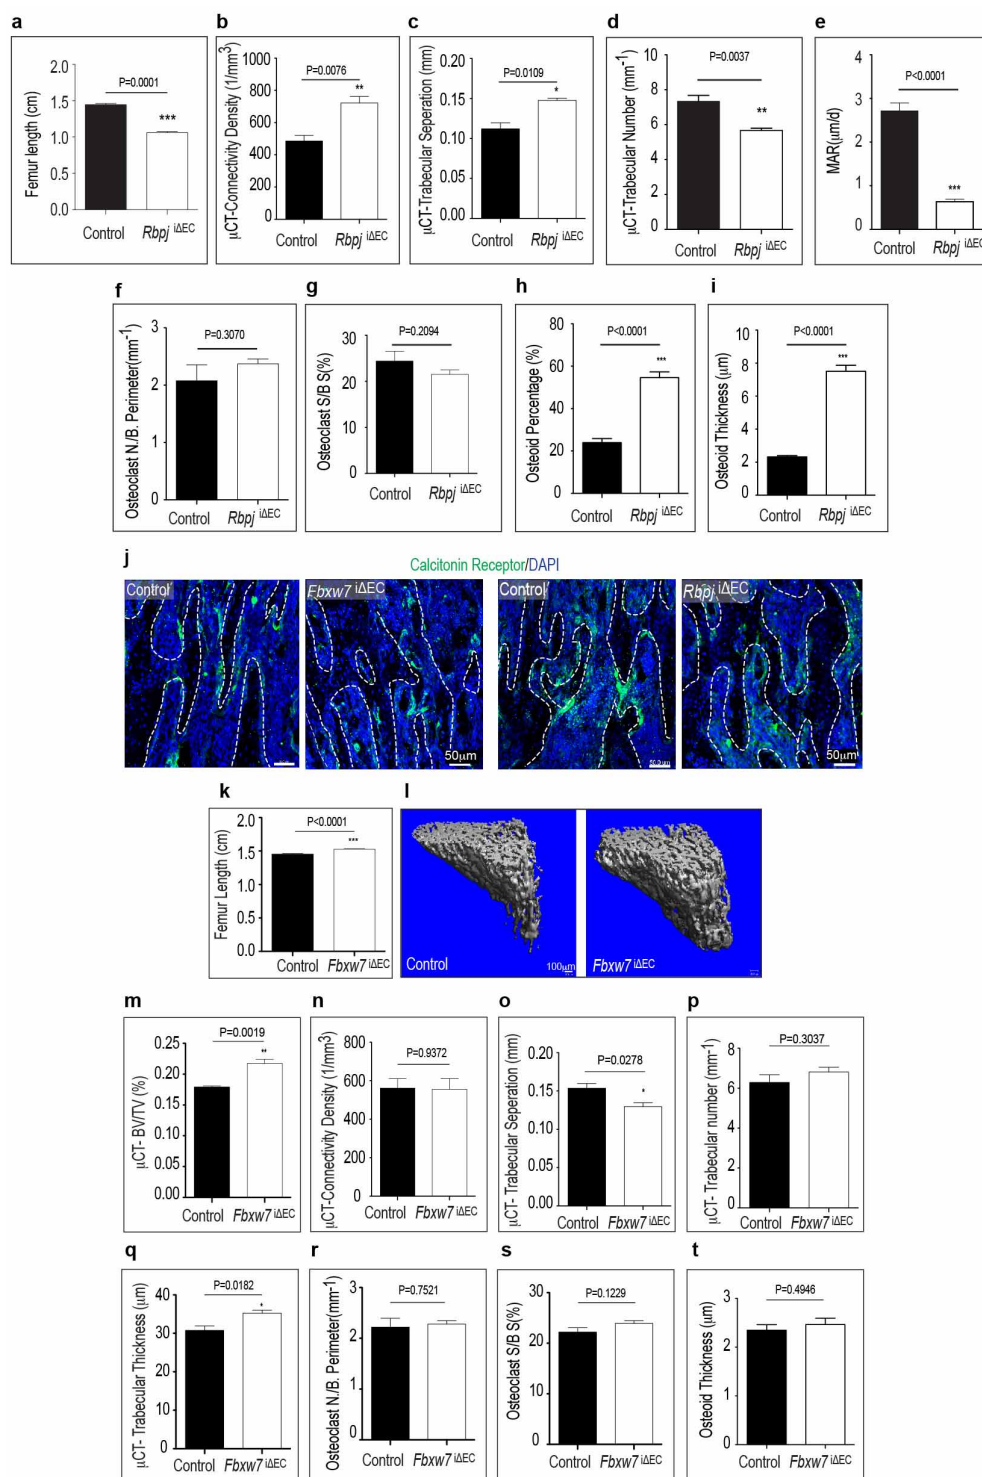 a
b
c
d
e
Femur length (cm)
2.0
1.5
1.0
0.5
0.0
P=0.0001
***
Control Rbpj iΔEC
μCT-Connectivity Density (1/mm³)
1000
800
600
400
200
0
P=0.0076
**
Control Rbpj iΔEC
μCT-Trabecular Seperation (mm)
0.20
0.15
0.10
0.05
0.00
P=0.0109
*
Control Rbpj iΔEC
μCT-Trabecular Number (mm⁻¹)
10
8
6
4
2
0
P=0.0037
**
Control Rbpj iΔEC
MAR(μm/d)
4
3
2
1
0
P<0.0001
***
Control Rbpj iΔEC
f
g
h
i
Osteoclast N./B. Perimeter(mm⁻¹)
3
2
1
0
P=0.3070
Control Rbpj iΔEC
Osteoclast S/B S(%)
30
20
10
0
P=0.2094
Control Rbpj iΔEC
Osteoid Percentage (%)
80
60
40
20
0
P<0.0001
***
Control Rbpj iΔEC
Osteoid Thickness (μm)
10
8
6
4
2
0
P<0.0001
***
Control Rbpj iΔEC
j
Calcitonin Receptor/DAPI
Control
Fbxw7 iΔEC
50μm
Control
50.0 μm
Rbpj iΔEC
50μm
k
l
Femur Length (cm)
2.0
1.5
1.0
0.5
0.0
P<0.0001
***
Control Fbxw7 iΔEC
Control
100μm
Fbxw7 iΔEC
m
n
o
p
μCT- BV/TV (%)
0.25
0.20
0.15
0.10
0.05
0.00
P=0.0019
**
Control Fbxw7 iΔEC
μCT-Connectivity Density (1/mm³)
800
600
400
200
0
P=0.9372
Control Fbxw7 iΔEC
μCT- Trabecular Seperation (mm)
0.20
0.15
0.10
0.05
0.00
P=0.0278
*
Control Fbxw7 iΔEC
μCT- Trabecular number (mm⁻¹)
8
6
4
2
0
P=0.3037
Control Fbxw7 iΔEC
q
r
s
t
μCT- Trabecular Thickness (μm)
40
30
20
10
0
P=0.0182
*
Control Fbxw7 iΔEC
Osteoclast N./B. Perimeter(mm⁻¹)
3
2
1
0
P=0.7521
Control Fbxw7 iΔEC
Osteoclast S/B S(%)
30
20
10
0
P=0.1229
Control Fbxw7 iΔEC
Osteoid Thickness (μm)
3
2
1
0
P=0.4946
Control Fbxw7 iΔEC